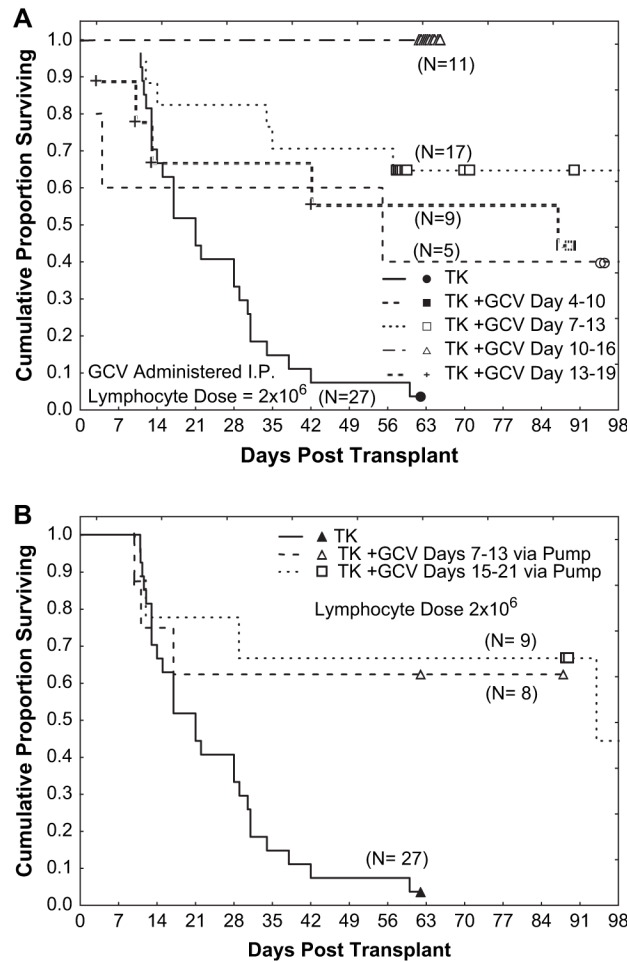 A
Cumulative Proportion Surviving
1.0
0.9
0.8
0.7
0.6
0.5
0.4
0.3
0.2
0.1
0.0
(N=11)
(N=17)
(N=9)
(N=5)
TK
TK +GCV Day 4-10
TK +GCV Day 7-13
TK +GCV Day 10-16
TK +GCV Day 13-19
GCV Administered I.P.
Lymphocyte Dose = 2x10⁶ (N=27)
0 7 14 21 28 35 42 49 56 63 70 77 84 91 98
Days Post Transplant
B
Cumulative Proportion Surviving
1.0
0.9
0.8
0.7
0.6
0.5
0.4
0.3
0.2
0.1
0.0
TK
TK +GCV Days 7-13 via Pump
TK +GCV Days 15-21 via Pump
Lymphocyte Dose 2x10⁶
(N= 9)
(N= 8)
(N= 27)
0 7 14 21 28 35 42 49 56 63 70 77 84 91 98
Days Post Transplant